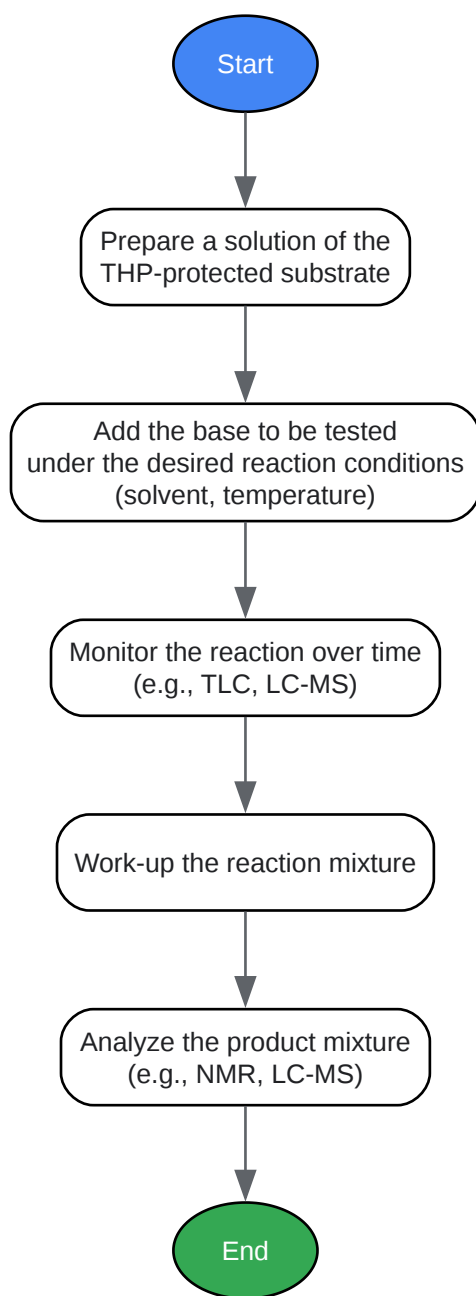 Start
Prepare a solution of the
THP-protected substrate
Add the base to be tested
under the desired reaction conditions
(solvent, temperature)
Monitor the reaction over time
(e.g., TLC, LC-MS)
Work-up the reaction mixture
Analyze the product mixture
(e.g., NMR, LC-MS)
End